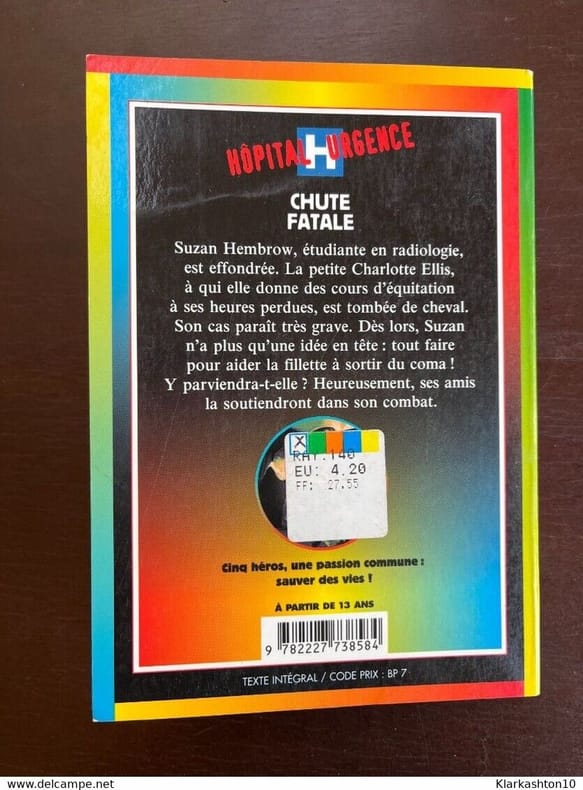 HÔPITAL H URGENCE
CHUTE
FATALE
Suzan Hembrow, étudiante en radiologie,
est effondrée. La petite Charlotte Ellis,
à qui elle donne des cours d'équitation
à ses heures perdues, est tombée de cheval.
Son cas paraît très grave. Dès lors, Suzan
n'a plus qu'une idée en tête : tout faire
pour aider la fillette à sortir du coma !
Y parviendra-t-elle ? Heureusement, ses amis
la soutiendront dans son combat.
X
RAY:140
EU: 4.20
FF: 27.55
Cinq héros, une passion commune :
sauver des vies !
À PARTIR DE 13 ANS
9 782227 738584
TEXTE INTÉGRAL / CODE PRIX : BP 7
Klarkashton10